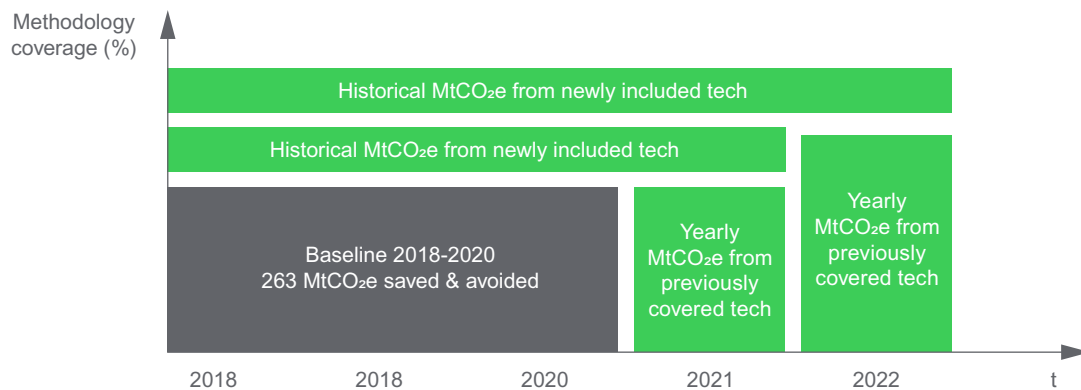 Methodology
coverage (%)
Historical MtCO₂e from newly included tech
Historical MtCO₂e from newly included tech
Baseline 2018-2020
263 MtCO₂e saved & avoided
Yearly
MtCO₂e from
previously
covered tech
Yearly
MtCO₂e from
previously
covered tech
2018 2018 2020 2021 2022 t